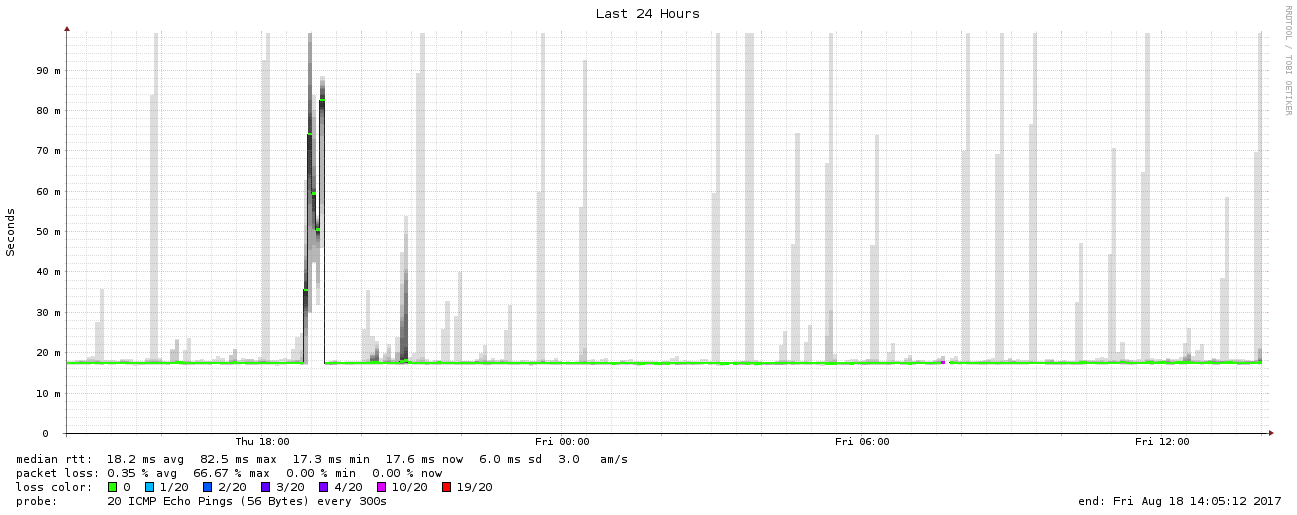 Last 24 Hours
RRDTOOL / TOBI OETIKER
Seconds
90 m
80 m
70 m
60 m
50 m
40 m
30 m
20 m
10 m
0
Thu 18:00 Fri 00:00 Fri 06:00 Fri 12:00
median rtt: 18.2 ms avg 82.5 ms max 17.3 ms min 17.6 ms now 6.0 ms sd 3.0 am/s
packet loss: 0.35 % avg 66.67 % max 0.00 % min 0.00 % now
loss color: 0 1/20 2/20 3/20 4/20 10/20 19/20
probe: 20 ICMP Echo Pings (56 Bytes) every 300s end: Fri Aug 18 14:05:12 2017